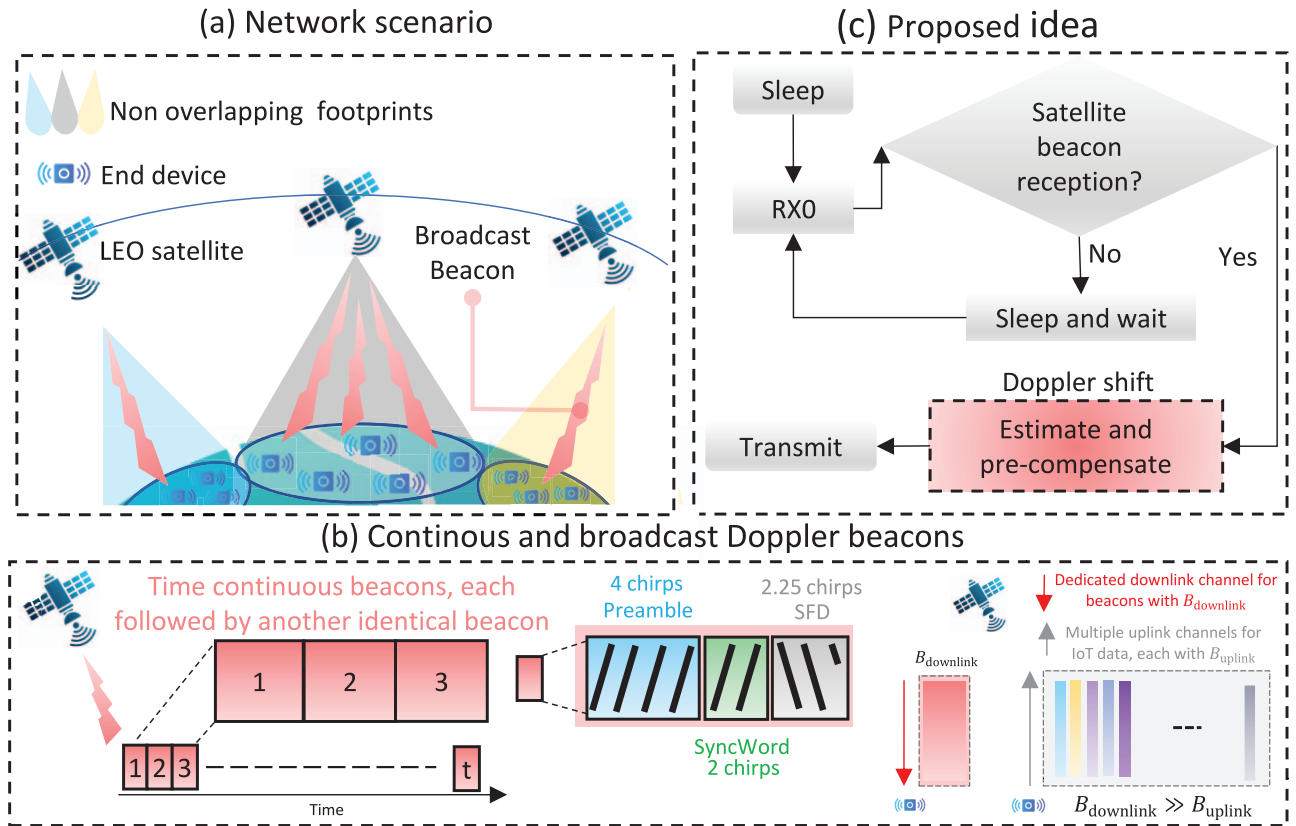 (a) Network scenario
Non overlapping footprints
End device
LEO satellite
Broadcast
Beacon
(c) Proposed idea
Sleep
RX0
Satellite
beacon
reception?
No
Yes
Sleep and wait
Doppler shift
Estimate and
pre-compensate
Transmit
(b) Continous and broadcast Doppler beacons
Time continuous beacons, each
followed by another identical beacon
1 2 3
1 2 3 t
Time
4 chirps
Preamble
2.25 chirps
SFD
SyncWord
2 chirps
Dedicated downlink channel for
beacons with B_downlink
Multiple uplink channels for
IoT data, each with B_uplink
B_downlink
B_downlink ≫ B_uplink